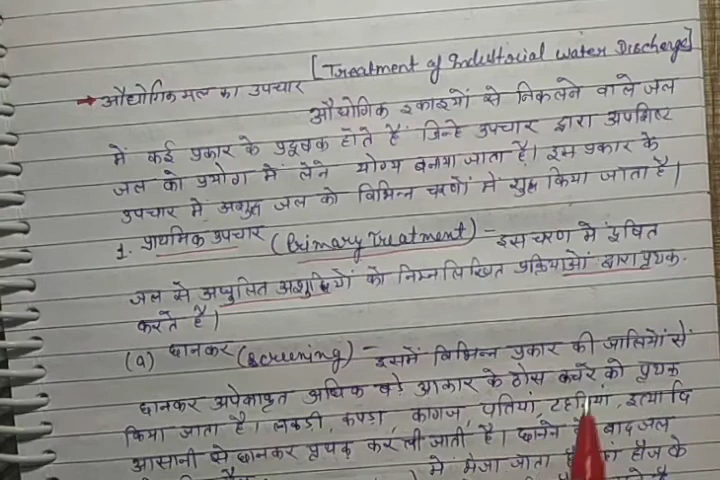 [Treatment of Industrial water Discharge]
→ औद्योगिक मल का उपचार
औद्योगिक इकाइयों से निकलने वाले जल
में कई प्रकार के प्रदूषक होते हैं जिन्हे उपचार द्वारा अपशिष्ट
जल को प्रयोग में लेने योग्य बनाया जाता है। इस प्रकार के
उपचार में अशुद्ध जल को विभिन्न चरणों में शुद्ध किया जाता है।
1. प्राथमिक उपचार (Primary Treatment) - इस चरण में दूषित
जल से अघुलित अशुद्धियों को निम्नलिखित प्रक्रियाओं द्वारा पृथक
करते है।
(a) छानकर (Screening) - इसमें विभिन्न प्रकार की जालियों से
छानकर अपेक्षाकृत अधिक बड़े आकार के ठोस कचरे को पृथक
किया जाता है। लकड़ी, कपड़ा, कागज, पत्तियां, टहनियां, इत्यादि
आसानी से छानकर पृथक कर ली जाती है। छानने के बाद जल
में भेजा जाता हौज के